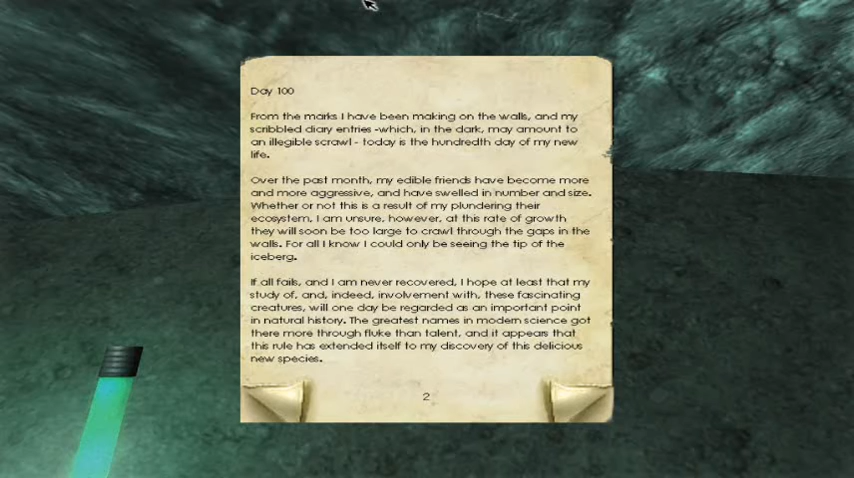 Day 100
From the marks I have been making on the walls, and my
scribbled diary entries -which, in the dark, may amount to
an illegible scrawl - today is the hundredth day of my new
life.
Over the past month, my edible friends have become more
and more aggressive, and have swelled in number and size.
Whether or not this is a result of my plundering their
ecosystem, I am unsure, however, at this rate of growth
they will soon be too large to crawl through the gaps in the
walls. For all I know I could only be seeing the tip of the
iceberg.
If all fails, and I am never recovered, I hope at least that my
study of, and, indeed, involvement with, these fascinating
creatures, will one day be regarded as an important point
in natural history. The greatest names in modern science got
there more through fluke than talent, and it appears that
this rule has extended itself to my discovery of this delicious
new species.
2